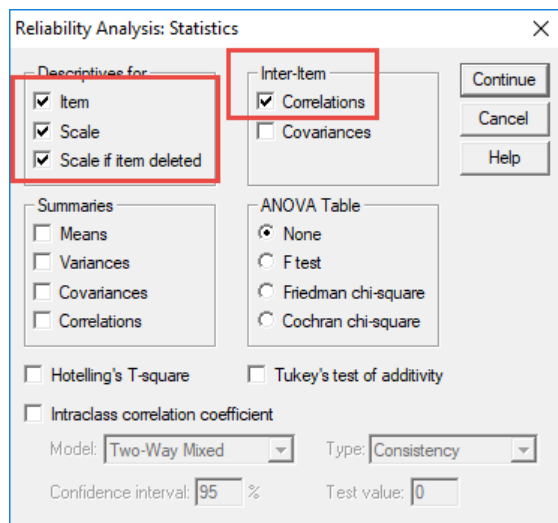 Reliability Analysis: Statistics
Descriptives for
Item
Scale
Scale if item deleted
Inter-Item
Correlations
Covariances
Continue
Cancel
Help
Summaries
Means
Variances
Covariances
Correlations
ANOVA Table
None
F test
Friedman chi-square
Cochran chi-square
Hotelling's T-square
Tukey's test of additivity
Intraclass correlation coefficient
Model: Two-Way Mixed
Type: Consistency
Confidence interval: 95 %
Test value: 0